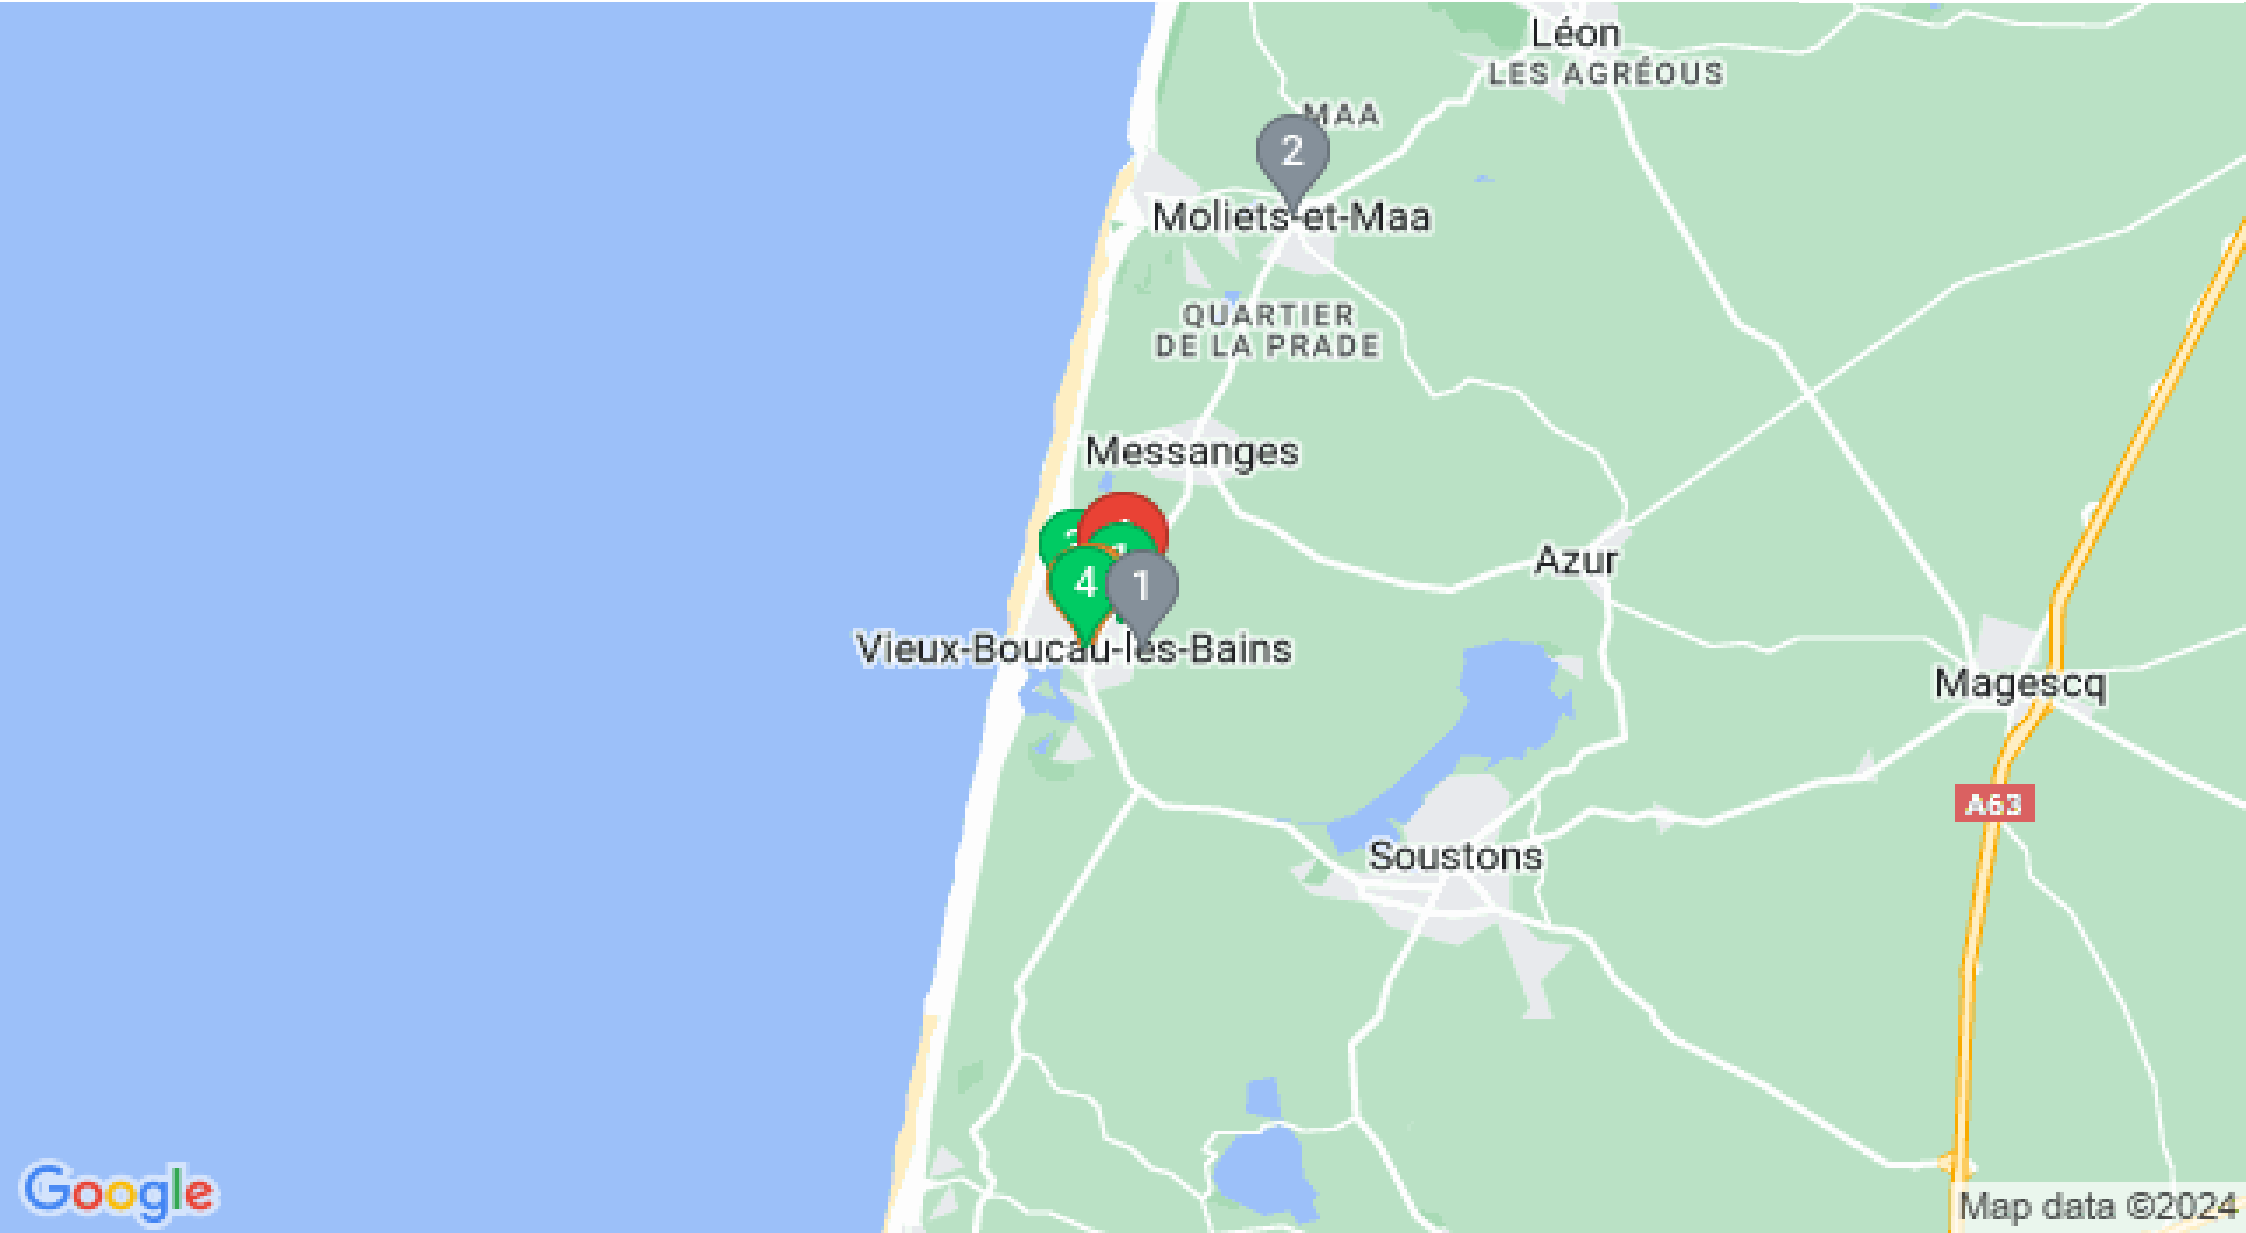 Léon
LES AGRÉOUS
MAA
2
Moliets-et-Maa
QUARTIER
DE LA PRADE
Messanges
4
1
Azur
Vieux-Boucau-les-Bains
Magescq
A63
Soustons
Google
Map data ©2024